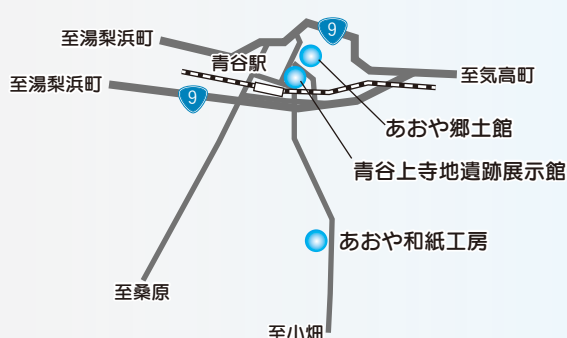 9
至湯梨浜町
青谷駅
至気高町
至湯梨浜町
9
あおや郷土館
青谷上寺地遺跡展示館
あおや和紙工房
至桑原
至小畑